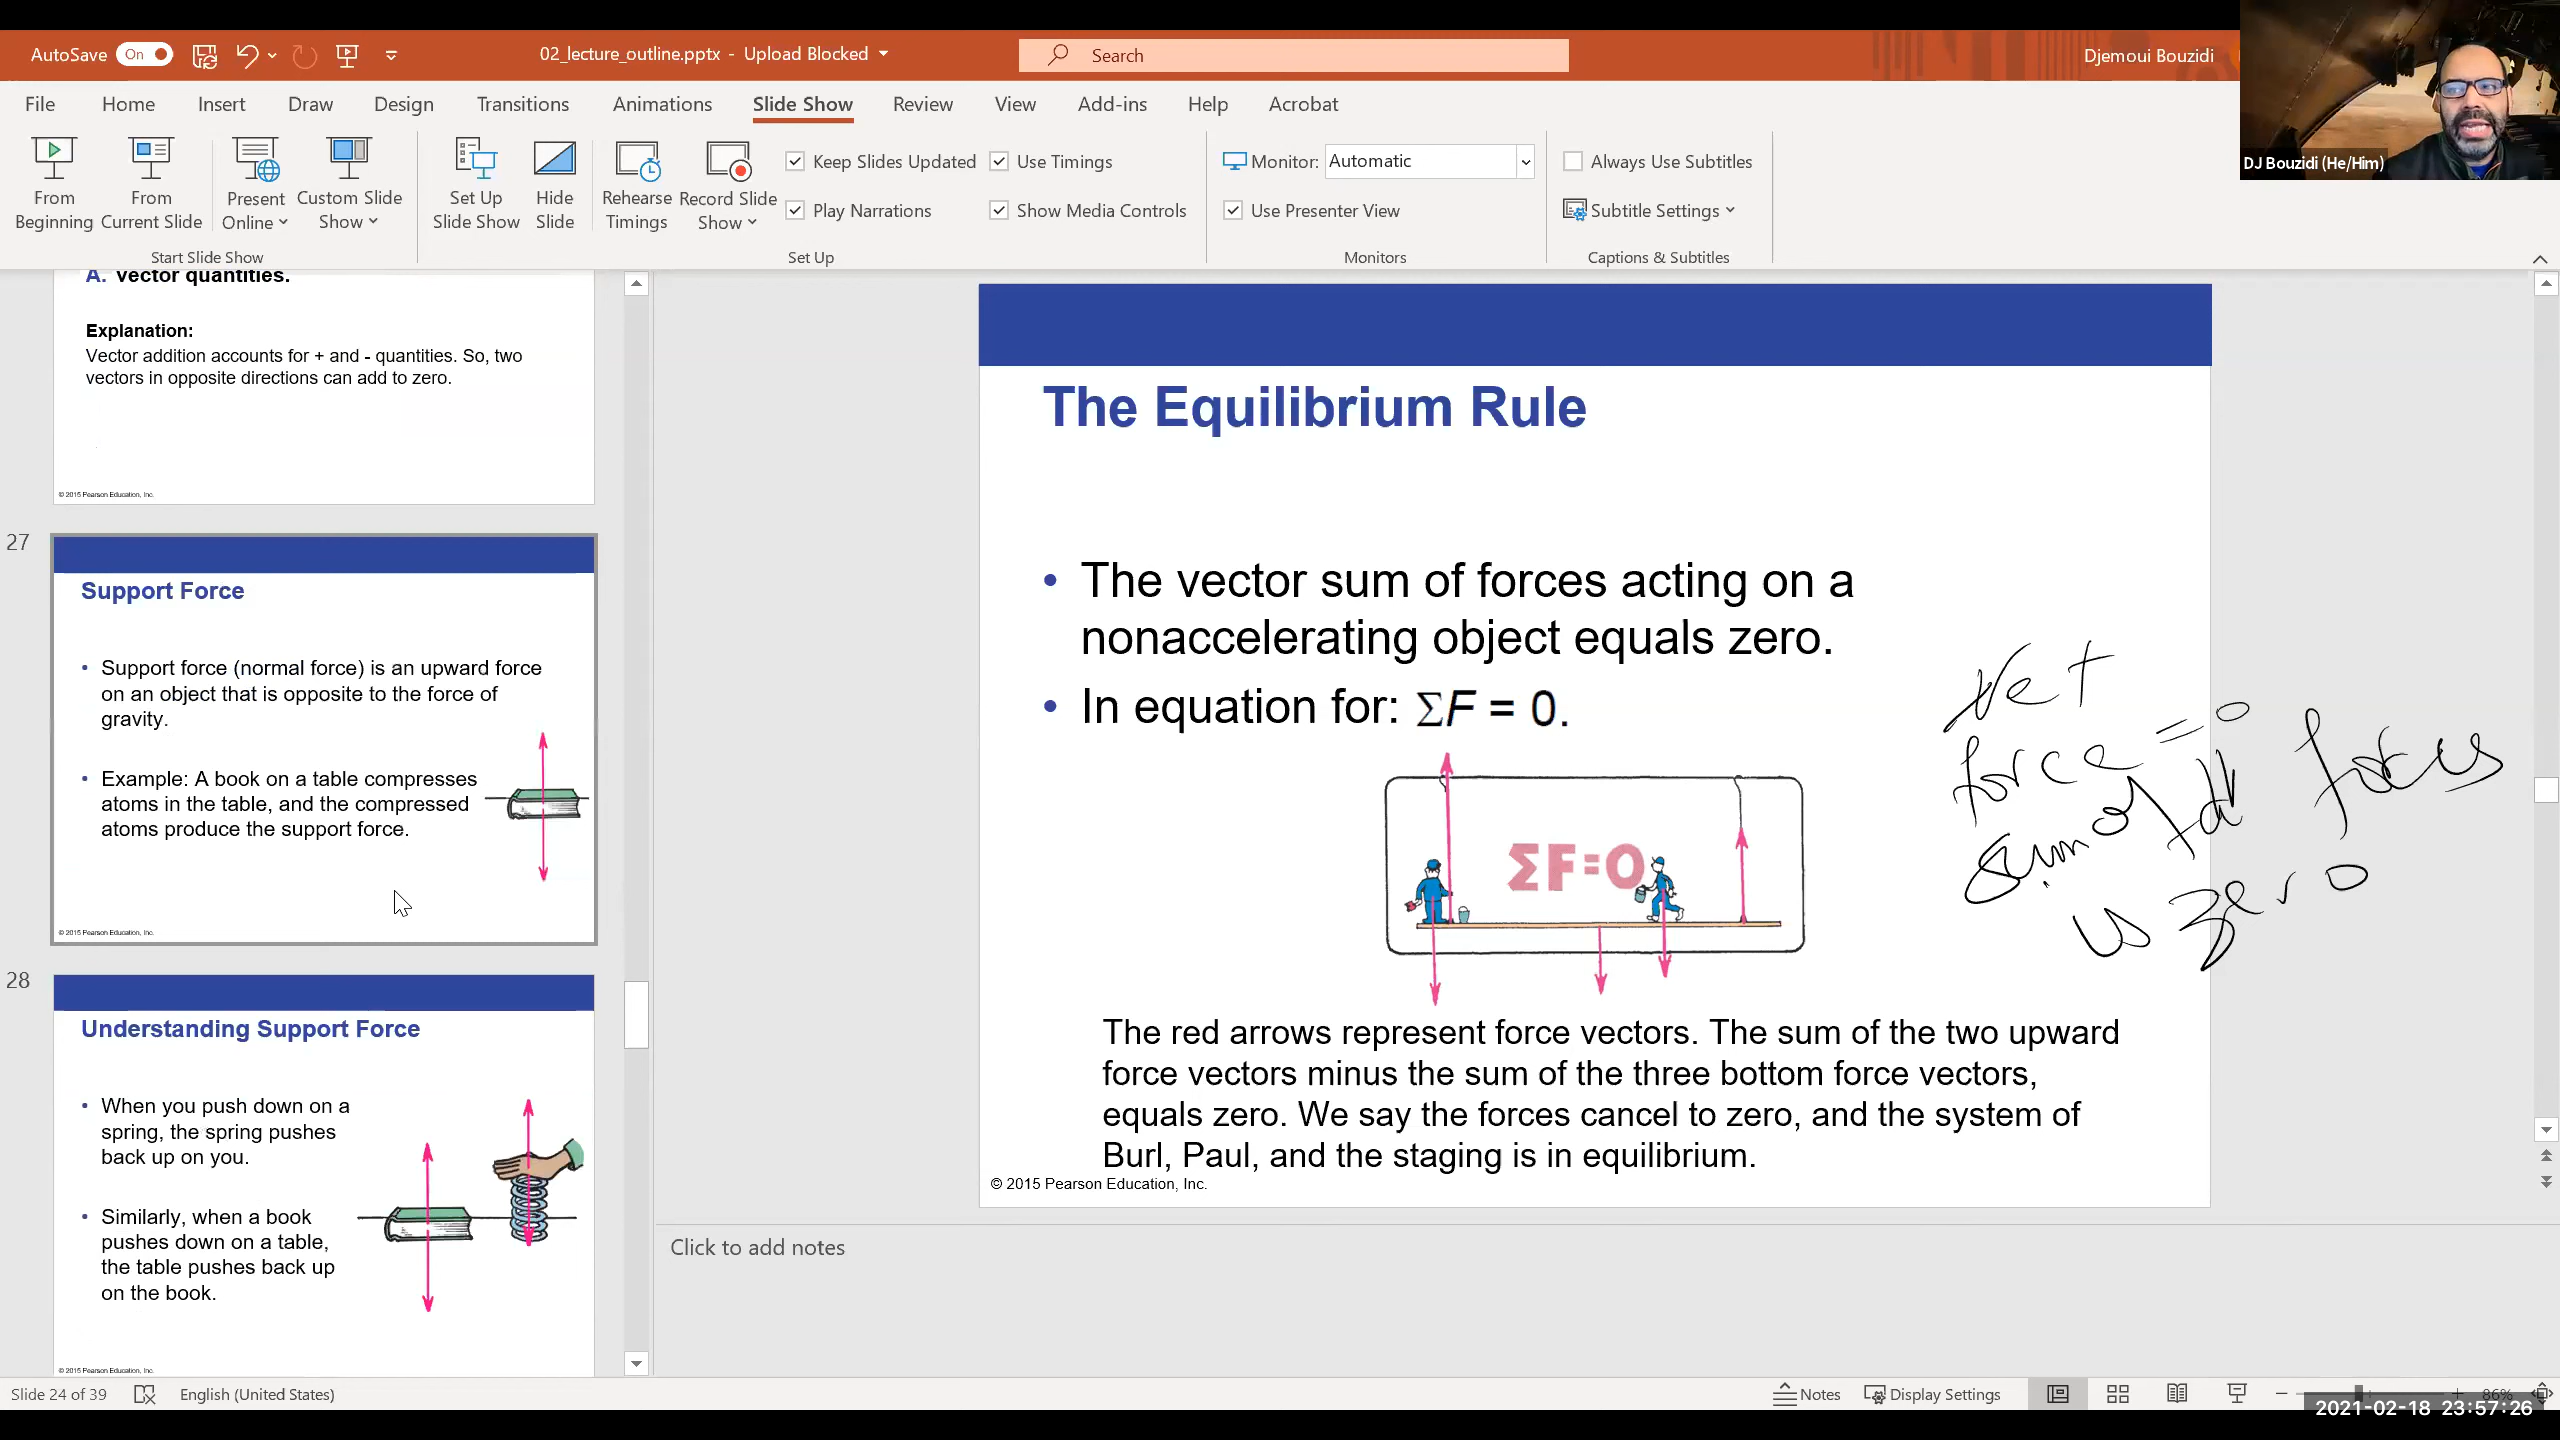 AutoSave On
02_lecture_outline.pptx - Upload Blocked
Search
Djemoui Bouzidi
DJ Bouzidi (He/Him)
File Home Insert Draw Design Transitions Animations Slide Show Review View Add-ins Help Acrobat
From Beginning
From Current Slide
Present Online
Custom Slide Show
Start Slide Show
Set Up Slide Show
Hide Slide
Rehearse Timings
Record Slide Show
Keep Slides Updated
Use Timings
Play Narrations
Show Media Controls
Set Up
Monitor: Automatic
Use Presenter View
Monitors
Always Use Subtitles
Subtitle Settings
Captions & Subtitles
A. Vector quantities.
Explanation:
Vector addition accounts for + and - quantities. So, two
vectors in opposite directions can add to zero.
© 2015 Pearson Education, Inc.
27
Support Force
• Support force (normal force) is an upward force
on an object that is opposite to the force of
gravity.
• Example: A book on a table compresses
atoms in the table, and the compressed
atoms produce the support force.
© 2015 Pearson Education, Inc.
28
Understanding Support Force
• When you push down on a
spring, the spring pushes
back up on you.
• Similarly, when a book
pushes down on a table,
the table pushes back up
on the book.
© 2015 Pearson Education, Inc.
The Equilibrium Rule
• The vector sum of forces acting on a
nonaccelerating object equals zero.
• In equation for: ΣF = 0.
ΣF=0
The red arrows represent force vectors. The sum of the two upward
force vectors minus the sum of the three bottom force vectors,
equals zero. We say the forces cancel to zero, and the system of
Burl, Paul, and the staging is in equilibrium.
© 2015 Pearson Education, Inc.
Net
force = 0
sum of all forces
is zero
Click to add notes
Slide 24 of 39
English (United States)
Notes
Display Settings
86%
2021-02-18 23:57:26